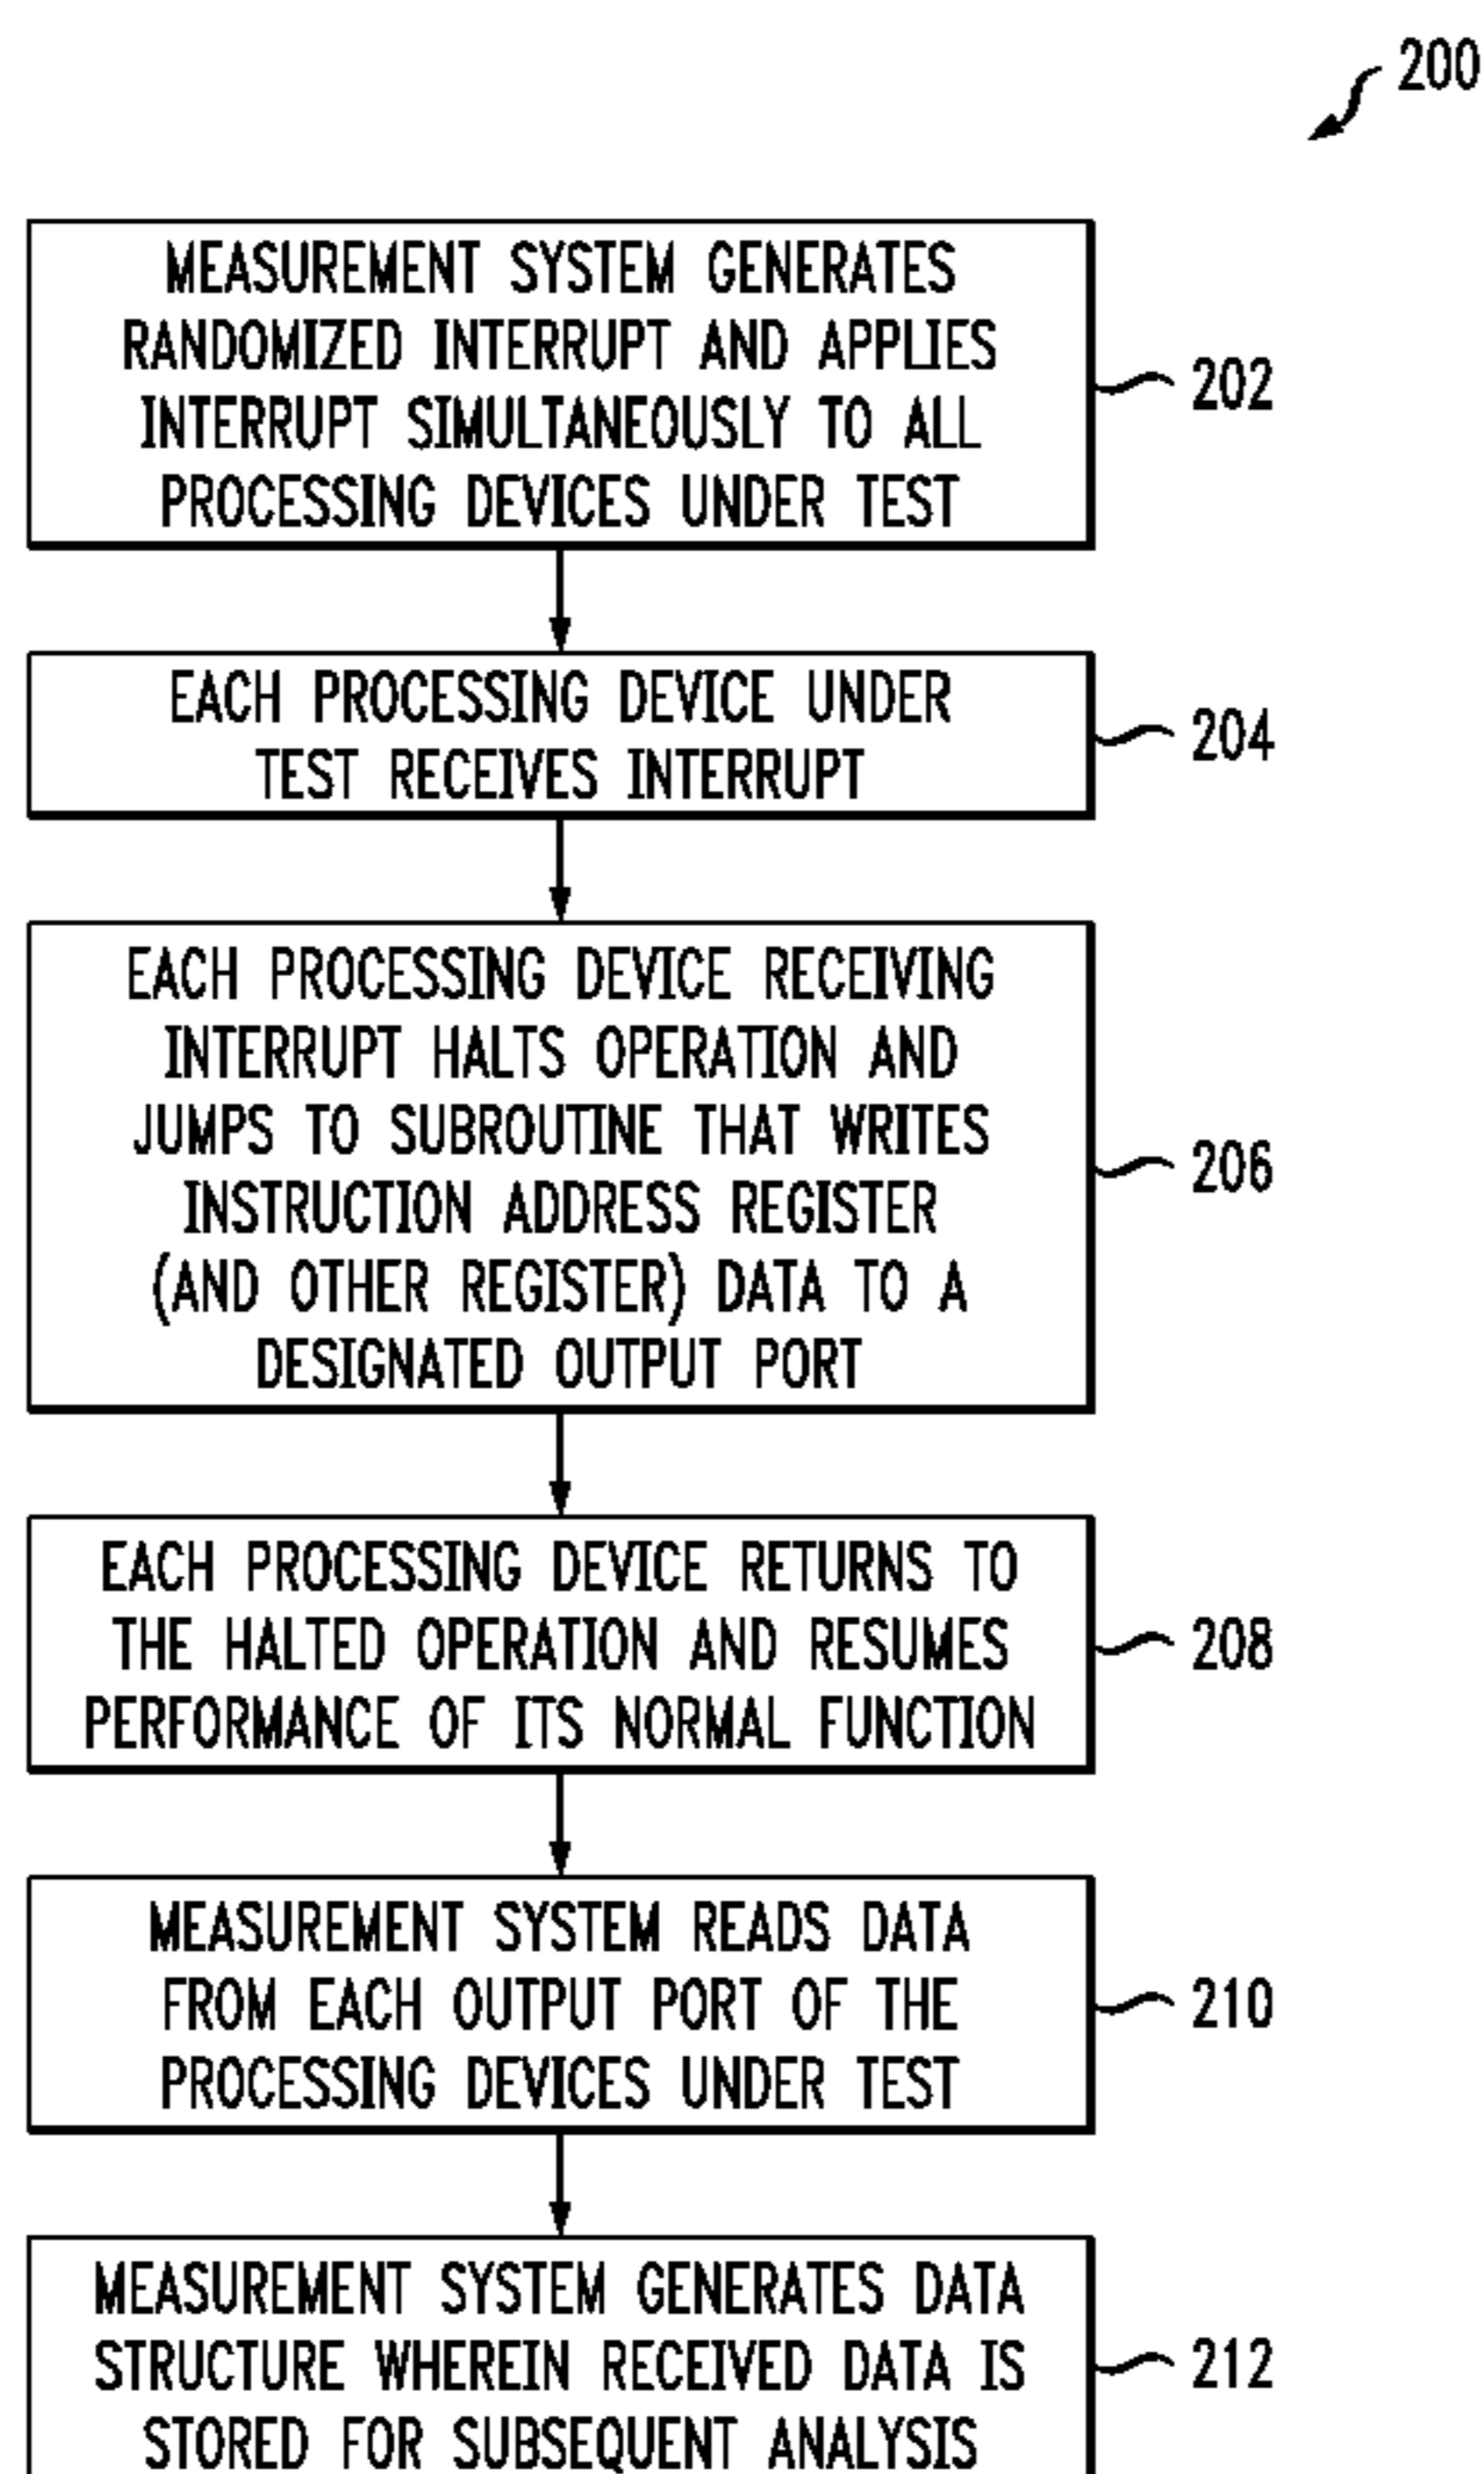 200
MEASUREMENT SYSTEM GENERATES
RANDOMIZED INTERRUPT AND APPLIES
INTERRUPT SIMULTANEOUSLY TO ALL
PROCESSING DEVICES UNDER TEST
202
EACH PROCESSING DEVICE UNDER
TEST RECEIVES INTERRUPT
204
EACH PROCESSING DEVICE RECEIVING
INTERRUPT HALTS OPERATION AND
JUMPS TO SUBROUTINE THAT WRITES
INSTRUCTION ADDRESS REGISTER
(AND OTHER REGISTER) DATA TO A
DESIGNATED OUTPUT PORT
206
EACH PROCESSING DEVICE RETURNS TO
THE HALTED OPERATION AND RESUMES
PERFORMANCE OF ITS NORMAL FUNCTION
208
MEASUREMENT SYSTEM READS DATA
FROM EACH OUTPUT PORT OF THE
PROCESSING DEVICES UNDER TEST
210
MEASUREMENT SYSTEM GENERATES DATA
STRUCTURE WHEREIN RECEIVED DATA IS
STORED FOR SUBSEQUENT ANALYSIS
212